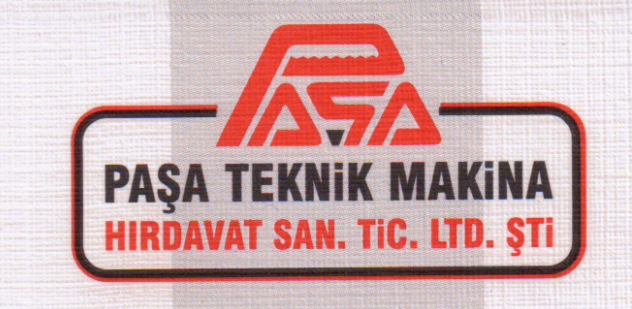 PAŞA
PAŞA TEKNiK MAKiNA
HIRDAVAT SAN. TiC. LTD. ŞTi